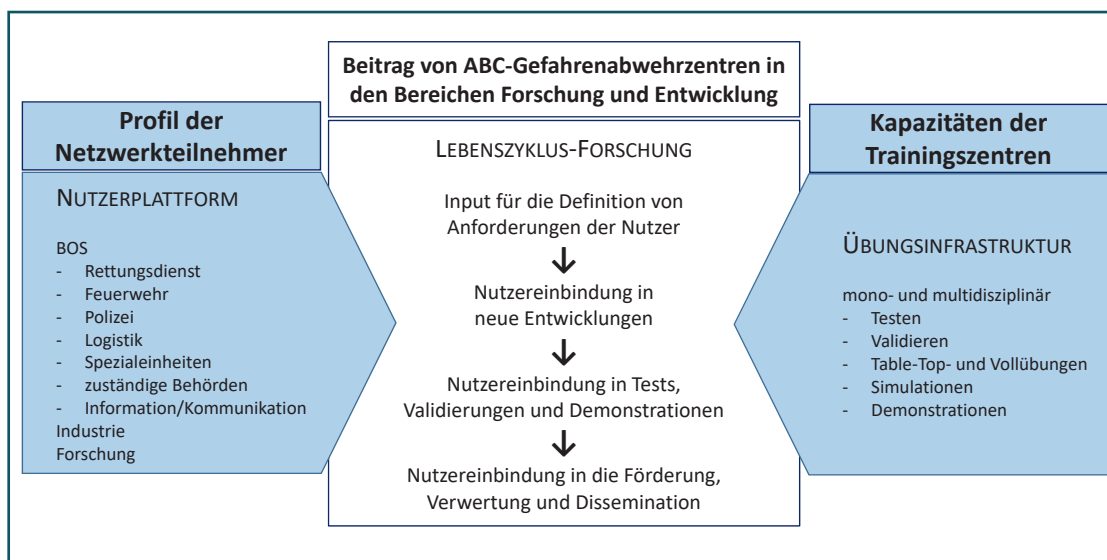 Profil der
Netzwerkteilnehmer
NUTZERPLATTFORM
BOS
- Rettungsdienst
- Feuerwehr
- Polizei
- Logistik
- Spezialeinheiten
- zuständige Behörden
- Information/Kommunikation
Industrie
Forschung
Beitrag von ABC-Gefahrenabwehrzentren in
den Bereichen Forschung und Entwicklung
LEBENSZYKLUS-FORSCHUNG
Input für die Definition von
Anforderungen der Nutzer
Nutzereinbindung in
neue Entwicklungen
Nutzereinbindung in Tests,
Validierungen und Demonstrationen
Nutzereinbindung in die Förderung,
Verwertung und Dissemination
Kapazitäten der
Trainingszentren
ÜBUNGSINFRASTRUKTUR
mono- und multidisziplinär
- Testen
- Validieren
- Table-Top- und Vollübungen
- Simulationen
- Demonstrationen